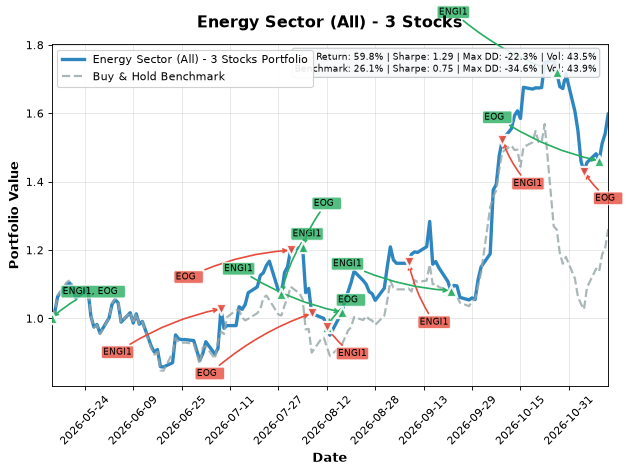 ENGI1
Energy Sector (All) - 3 Stocks
Energy Sector (All) - 3 Stocks Portfolio
Buy & Hold Benchmark
Return: 59.8% | Sharpe: 1.29 | Max DD: -22.3% | Vol: 43.5%
Benchmark: 26.1% | Sharpe: 0.75 | Max DD: -34.6% | Vol: 43.9%
EOG
ENGI1
EOG
EOG
ENGI1
ENGI1
ENGI1
EOG
ENGI1, EOG
EOG
ENGI1
ENGI1
ENGI1
EOG
1.8
1.6
1.4
1.2
1.0
Portfolio Value
2026-05-24
2026-06-09
2026-06-25
2026-07-11
2026-07-27
2026-08-12
2026-08-28
2026-09-13
2026-09-29
2026-10-15
2026-10-31
Date